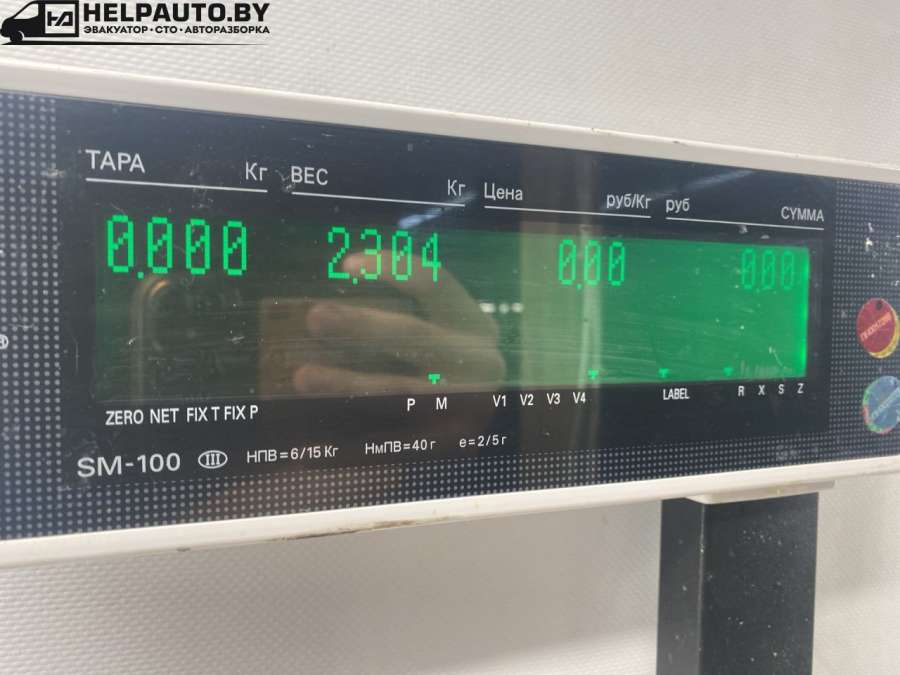 HELPAUTO.BY
ЭВАКУАТОР • СТО • АВТОРАЗБОРКА
ТАРА Кг ВЕС Кг Цена руб/Кг руб СУММА
0.000 2.304 0.00 0.00
ZERO NET FIX T FIX P P M V1 V2 V3 V4 LABEL R X S Z
SM-100 III НПВ=6/15 Кг НмПВ=40 г e=2/5 г